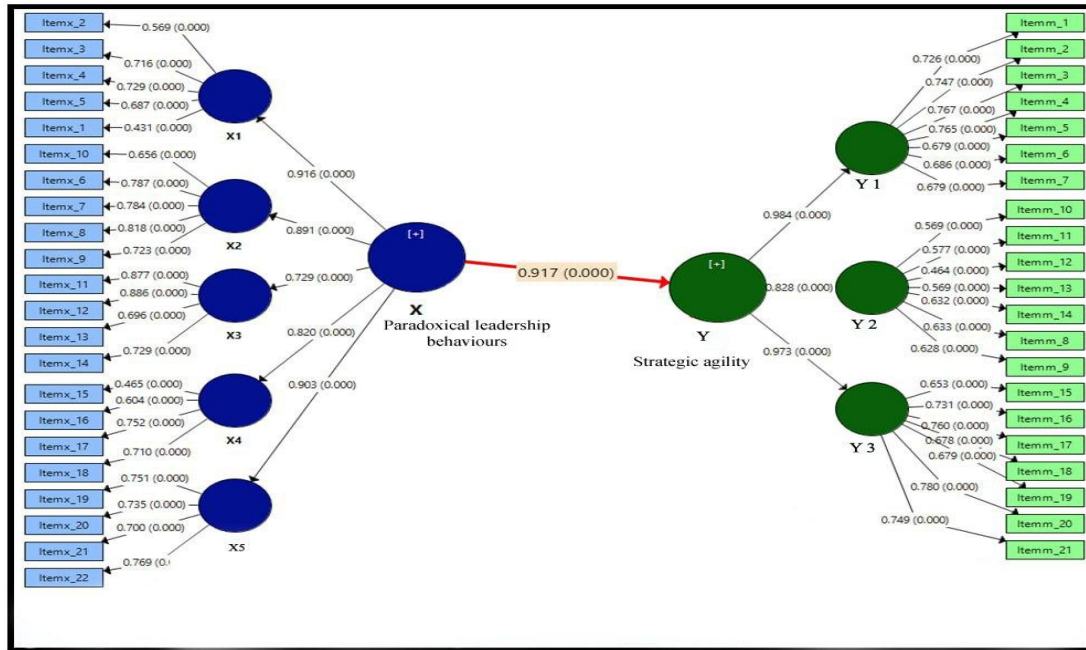 Itemx_2
Itemx_3
Itemx_4
Itemx_5
Itemx_1
Itemx_10
Itemx_6
Itemx_7
Itemx_8
Itemx_9
Itemx_11
Itemx_12
Itemx_13
Itemx_14
Itemx_15
Itemx_16
Itemx_17
Itemx_18
Itemx_19
Itemx_20
Itemx_21
Itemx_22
0.569 (0.000)
0.716 (0.000)
0.729 (0.000)
0.687 (0.000)
0.431 (0.000)
0.656 (0.000)
0.787 (0.000)
0.784 (0.000)
0.818 (0.000)
0.723 (0.000)
0.877 (0.000)
0.886 (0.000)
0.696 (0.000)
0.729 (0.000)
0.465 (0.000)
0.604 (0.000)
0.752 (0.000)
0.710 (0.000)
0.751 (0.000)
0.735 (0.000)
0.700 (0.000)
0.769 (0.(
X1
X2
X3
X4
X5
0.916 (0.000)
0.891 (0.000)
0.729 (0.000)
0.820 (0.000)
0.903 (0.000)
[+]
X
Paradoxical leadership
behaviours
0.917 (0.000)
[+]
Y
Strategic agility
0.984 (0.000)
0.828 (0.000)
0.973 (0.000)
Y 1
Y 2
Y 3
0.726 (0.000)
0.747 (0.000)
0.767 (0.000)
0.765 (0.000)
0.679 (0.000)
0.686 (0.000)
0.679 (0.000)
0.569 (0.000)
0.577 (0.000)
0.464 (0.000)
0.569 (0.000)
0.632 (0.000)
0.633 (0.000)
0.628 (0.000)
0.653 (0.000)
0.731 (0.000)
0.760 (0.000)
0.678 (0.000)
0.679 (0.000)
0.780 (0.000)
0.749 (0.000)
Itemm_1
Itemm_2
Itemm_3
Itemm_4
Itemm_5
Itemm_6
Itemm_7
Itemm_10
Itemm_11
Itemm_12
Itemm_13
Itemm_14
Itemm_8
Itemm_9
Itemm_15
Itemm_16
Itemm_17
Itemm_18
Itemm_19
Itemm_20
Itemm_21